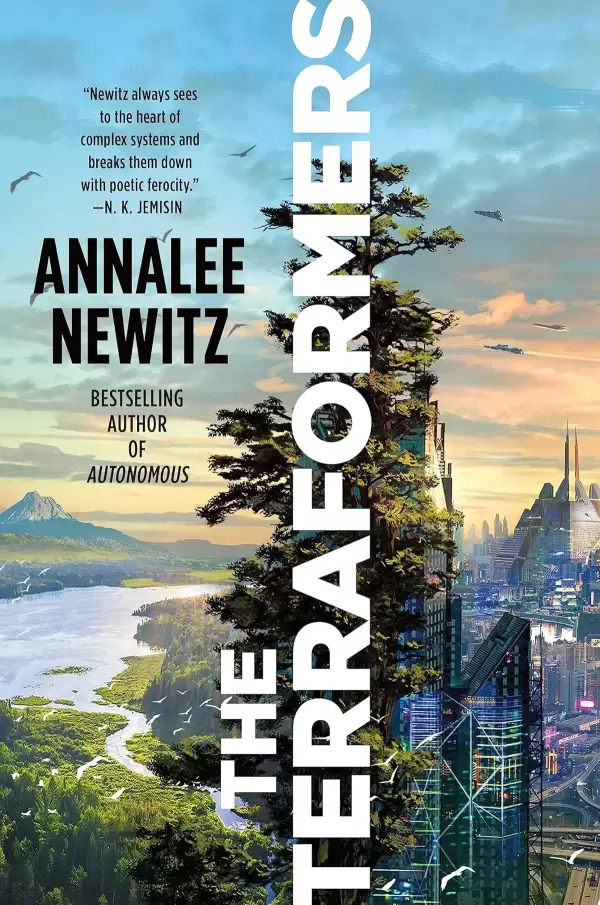 “Newitz always sees
to the heart of
complex systems and
breaks them down
with poetic ferocity.”
—N. K. JEMISIN
ANNALEE
NEWITZ
BESTSELLING
AUTHOR
OF
AUTONOMOUS
THE
TERRAFORMERS